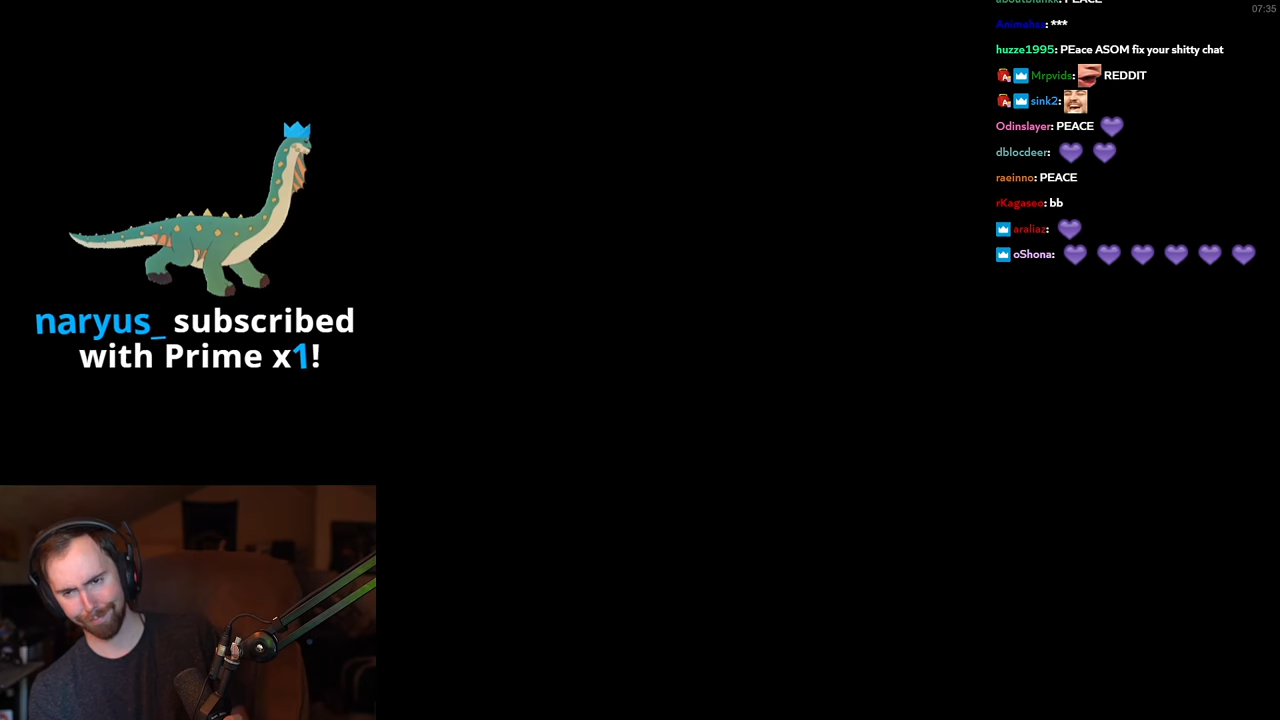 naryus_ subscribed
with Prime x1!
07:35
PEACE
***
huzze1995: PEace ASOM fix your shitty chat
Mrpvids: REDDIT
sink2:
Odinslayer: PEACE
dblocdeer:
raeinno: PEACE
rKagaseo: bb
araliaz:
oShona: